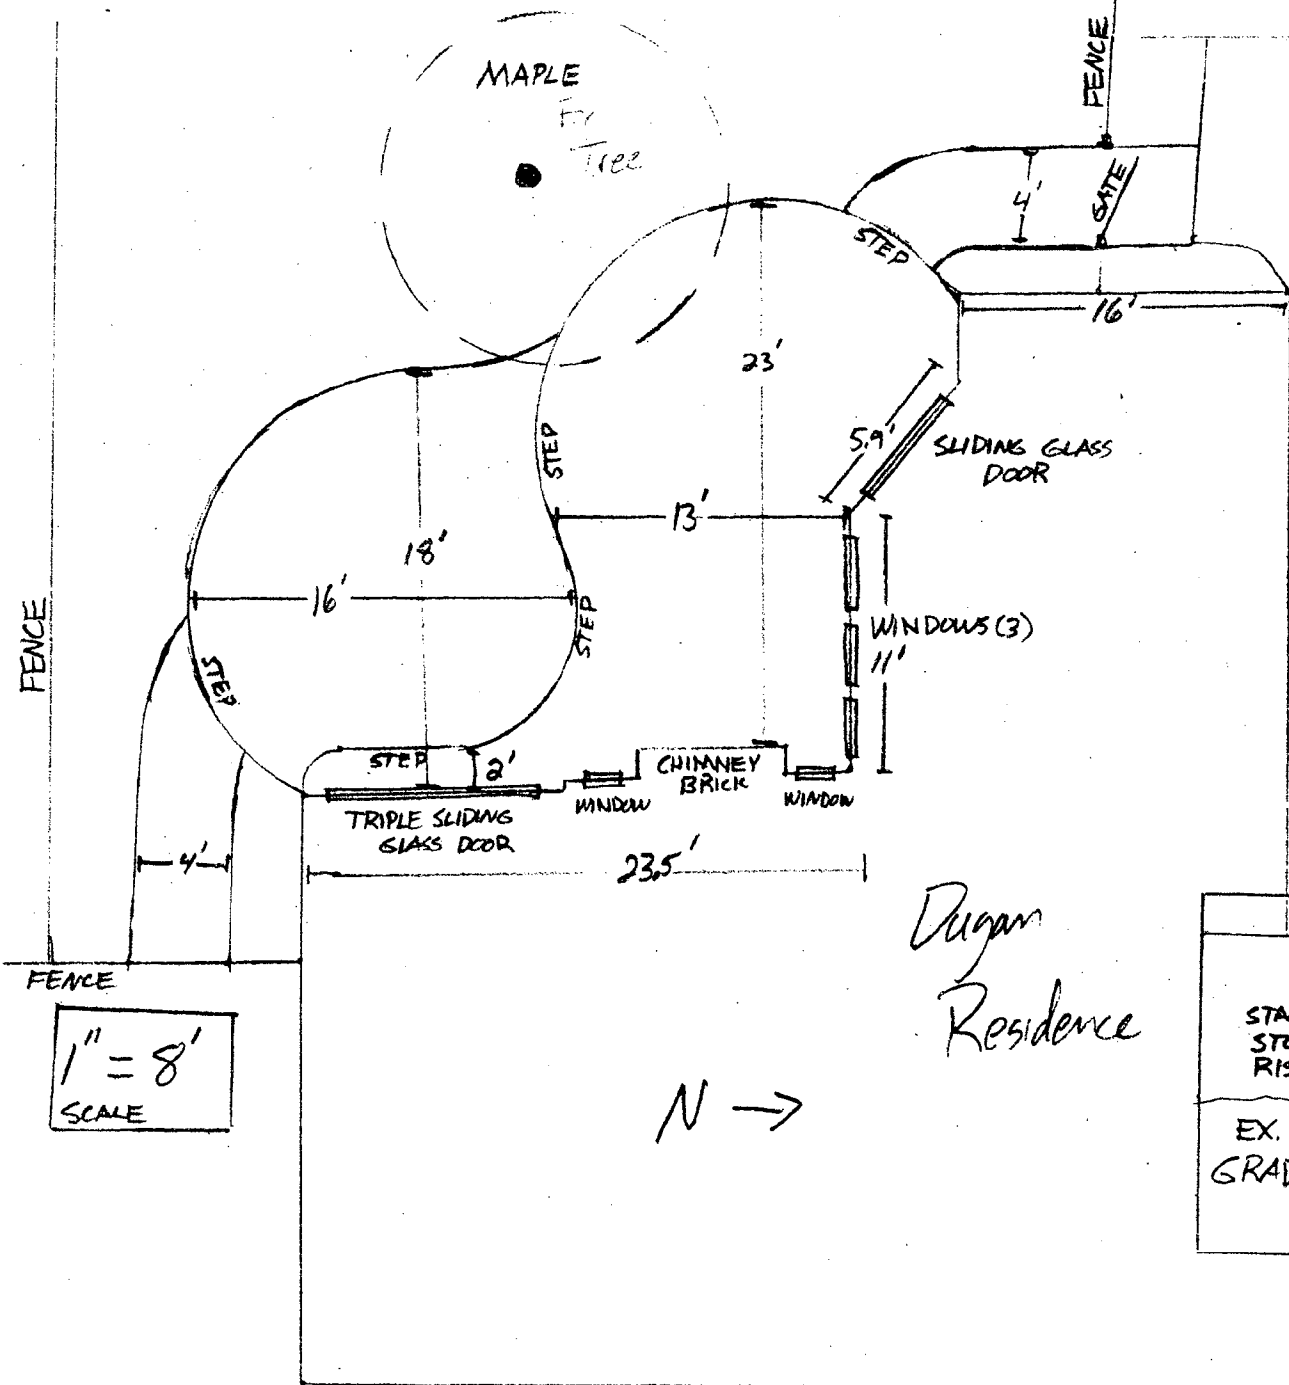 FENCE
MAPLE
Tree
4'
GATE
STEP
16'
23'
5.9'
SLIDING GLASS
DOOR
STEP
13'
18'
16'
STEP
WINDOWS (3)
11'
FENCE
STEP
STEP
2'
CHIMNEY
BRICK
WINDOW
WINDOW
TRIPLE SLIDING
GLASS DOOR
4'
23.5'
Dugan
Residence
FENCE
1" = 8'
SCALE
N →
EX.